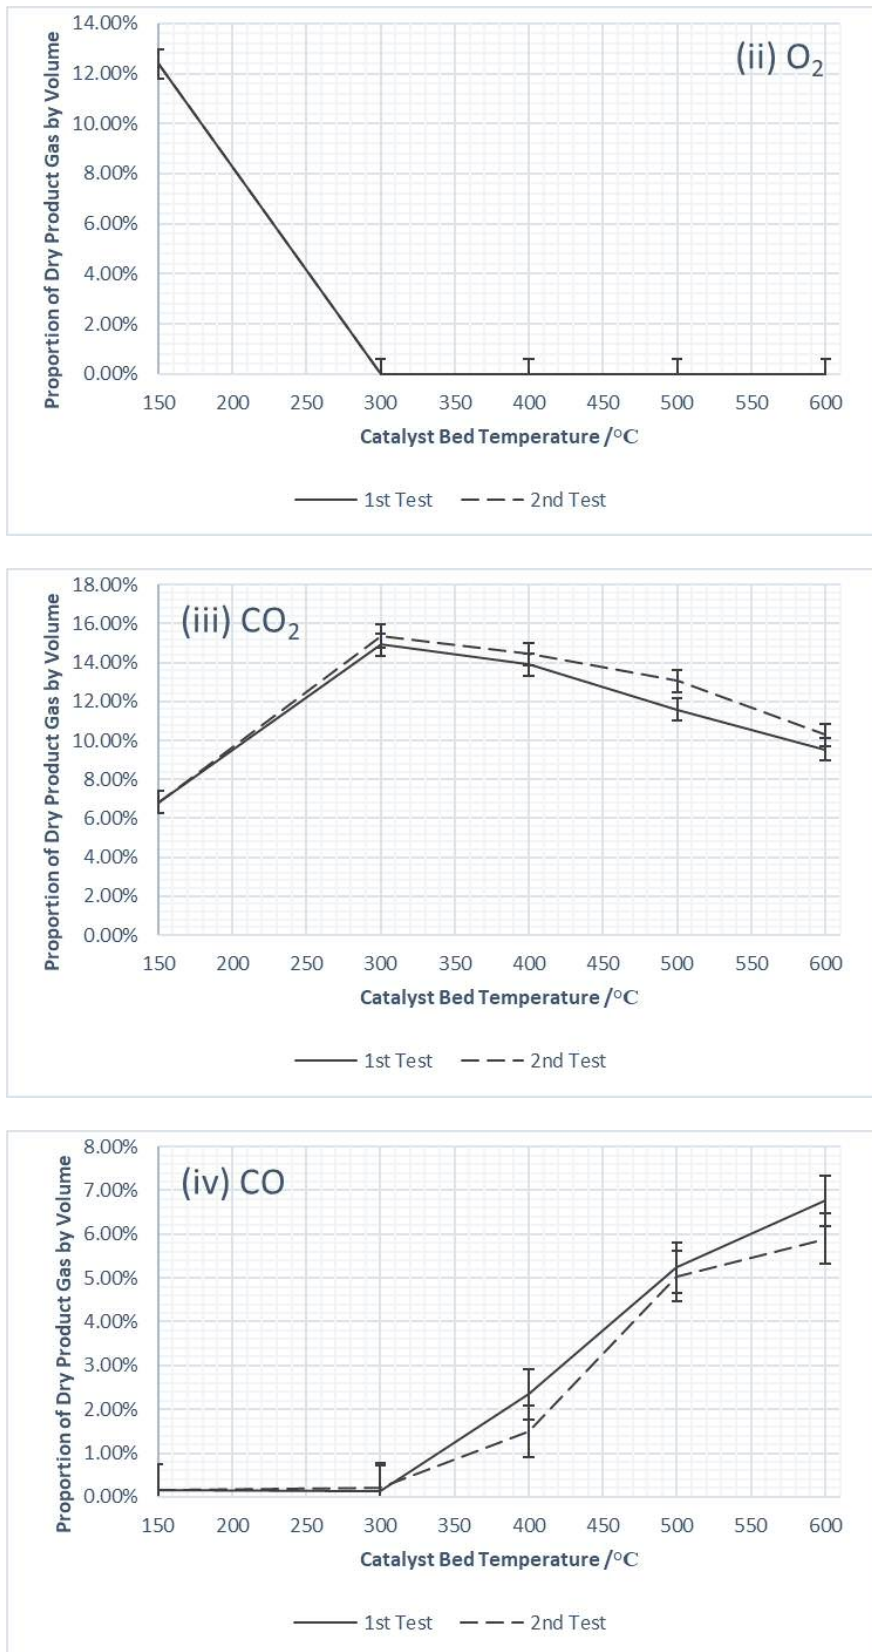 14.00%
12.00%
10.00%
8.00%
6.00%
4.00%
2.00%
0.00%
Proportion of Dry Product Gas by Volume
(ii) O₂
150 200 250 300 350 400 450 500 550 600
Catalyst Bed Temperature /°C
1st Test 2nd Test
18.00%
16.00%
14.00%
12.00%
10.00%
8.00%
6.00%
4.00%
2.00%
0.00%
Proportion of Dry Product Gas by Volume
(iii) CO₂
150 200 250 300 350 400 450 500 550 600
Catalyst Bed Temperature /°C
1st Test 2nd Test
8.00%
7.00%
6.00%
5.00%
4.00%
3.00%
2.00%
1.00%
0.00%
Proportion of Dry Product Gas by Volume
(iv) CO
150 200 250 300 350 400 450 500 550 600
Catalyst Bed Temperature /°C
1st Test 2nd Test